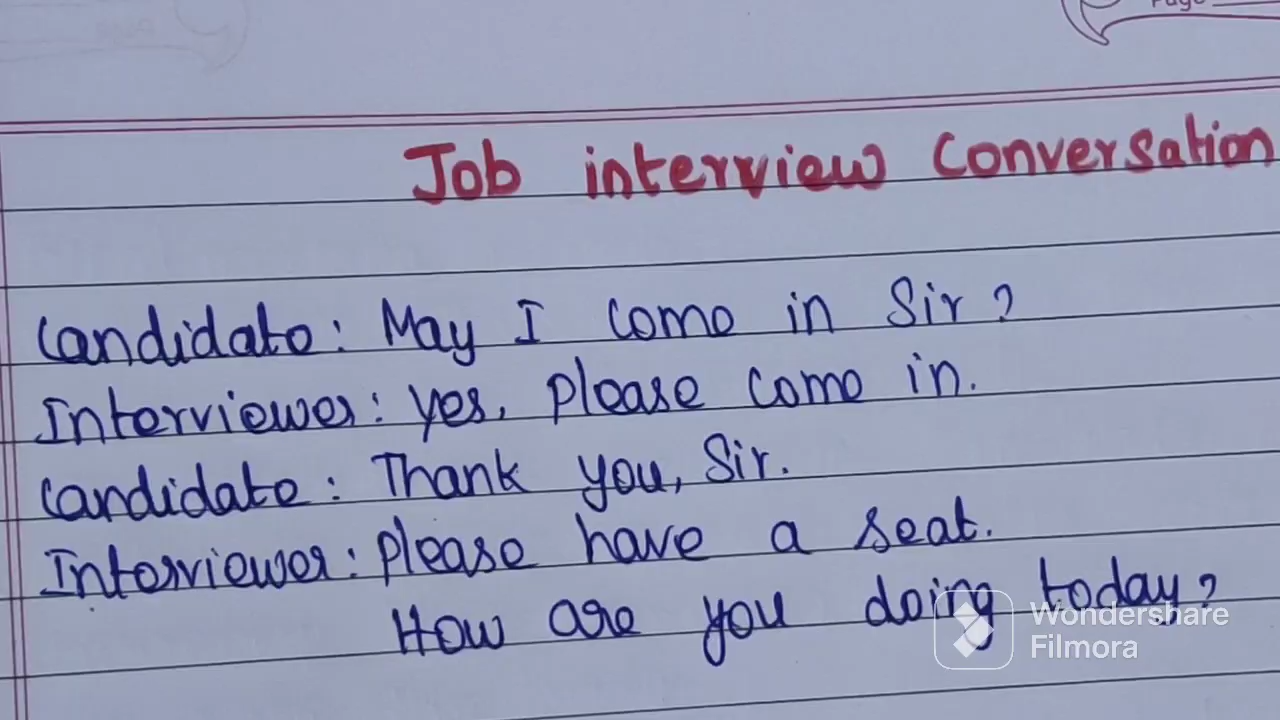 Page
Job interview Conversation
Candidate: May I come in Sir?
Interviewer: Yes, Please come in.
Candidate: Thank you, Sir.
Interviewer: Please have a seat.
How are you doing today?
Wondershare
Filmora